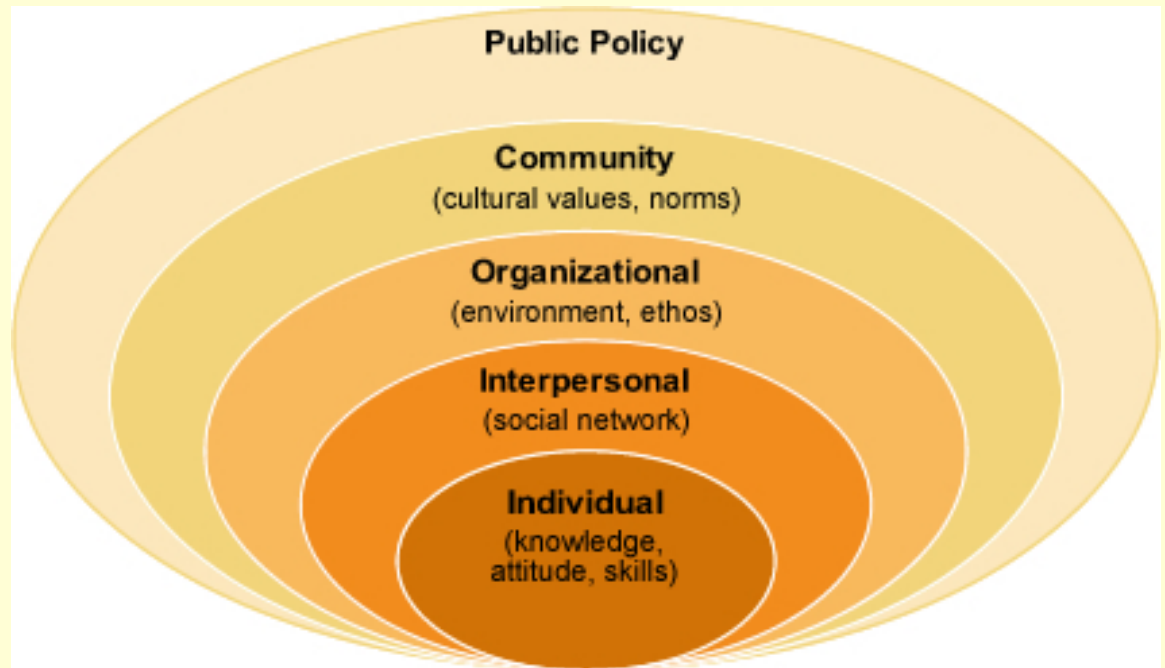 Public Policy
Community
(cultural values, norms)
Organizational
(environment, ethos)
Interpersonal
(social network)
Individual
(knowledge,
attitude, skills)